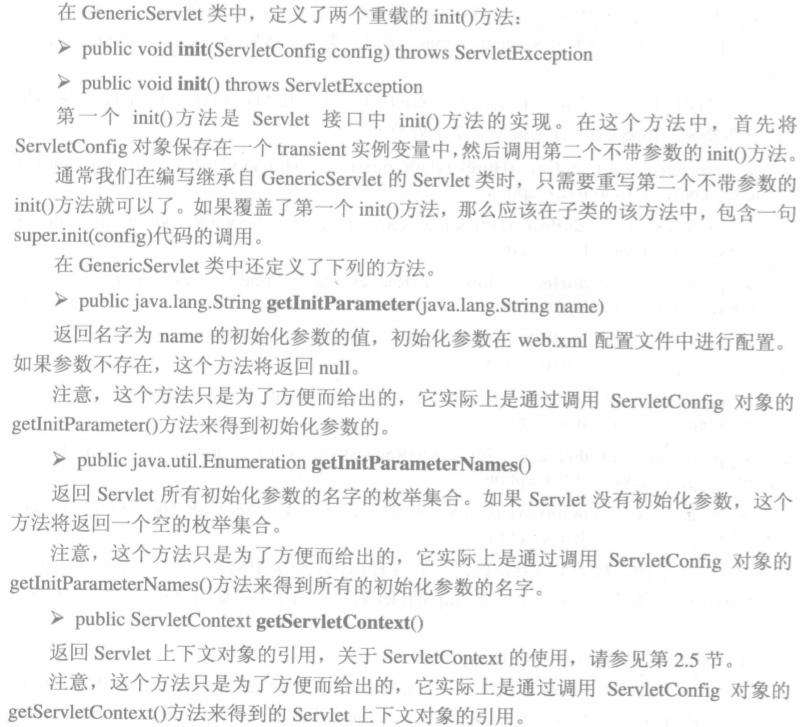 在 GenericServlet 类中，定义了两个重载的 init()方法：
➢ public void init(ServletConfig config) throws ServletException
➢ public void init() throws ServletException
第一个 init()方法是 Servlet 接口中 init()方法的实现。在这个方法中，首先将
ServletConfig 对象保存在一个 transient 实例变量中，然后调用第二个不带参数的 init()方法。
通常我们在编写继承自 GenericServlet 的 Servlet 类时，只需要重写第二个不带参数的
init()方法就可以了。如果覆盖了第一个 init()方法，那么应该在子类的该方法中，包含一句
super.init(config)代码的调用。
在 GenericServlet 类中还定义了下列的方法。
➢ public java.lang.String getInitParameter(java.lang.String name)
返回名字为 name 的初始化参数的值，初始化参数在 web.xml 配置文件中进行配置。
如果参数不存在，这个方法将返回 null。
注意，这个方法只是为了方便而给出的，它实际上是通过调用 ServletConfig 对象的
getInitParameter()方法来得到初始化参数的。
➢ public java.util.Enumeration getInitParameterNames()
返回 Servlet 所有初始化参数的名字的枚举集合。如果 Servlet 没有初始化参数，这个
方法将返回一个空的枚举集合。
注意，这个方法只是为了方便而给出的，它实际上是通过调用 ServletConfig 对象的
getInitParameterNames()方法来得到所有的初始化参数的名字。
➢ public ServletContext getServletContext()
返回 Servlet 上下文对象的引用，关于 ServletContext 的使用，请参见第 2.5 节。
注意，这个方法只是为了方便而给出的，它实际上是通过调用 ServletConfig 对象的
getServletContext()方法来得到的 Servlet 上下文对象的引用。